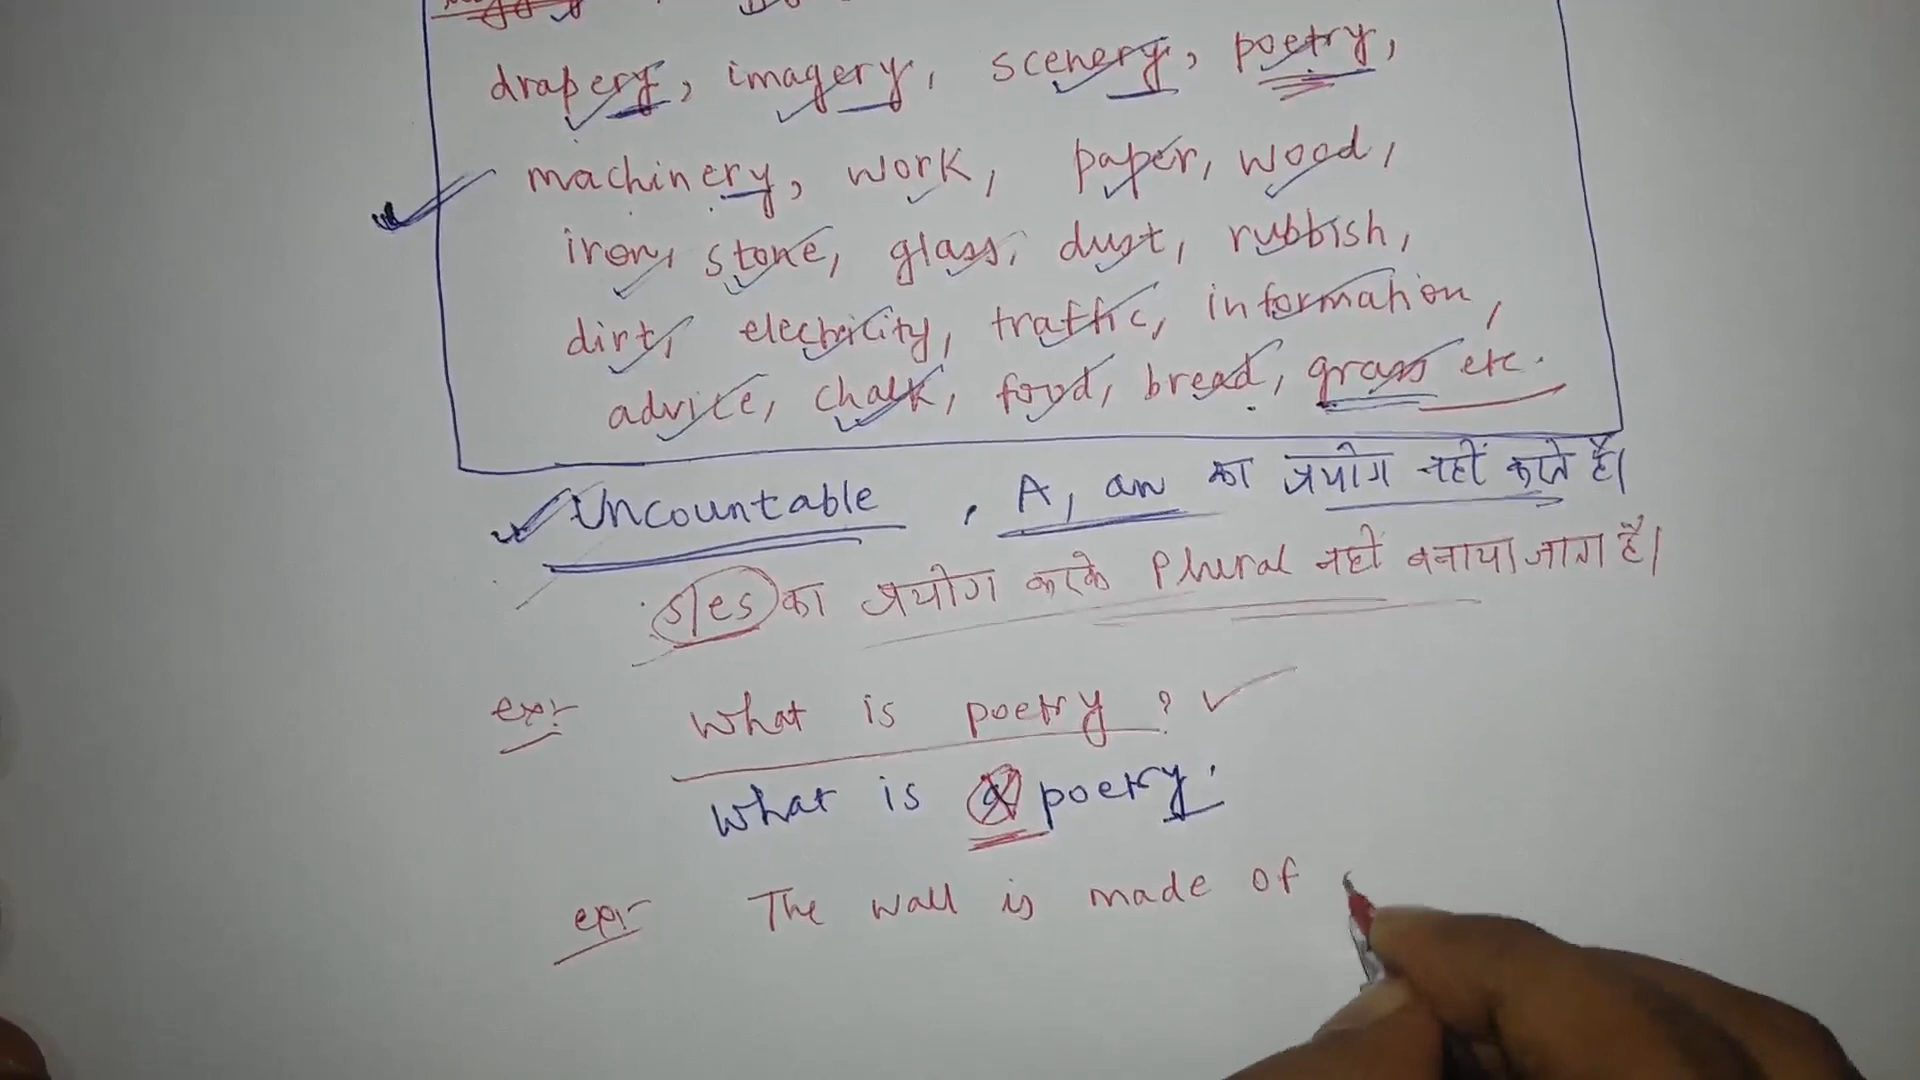 drapery, imagery, scenery, poetry,
machinery, work, paper, wood,
iron, stone, glass, dust, rubbish,
dirt, electricity, traffic, information,
advice, chalk, food, bread, grass etc.
Uncountable , A, an का प्रयोग नहीं करते है।
s/es का प्रयोग करके Plural नहीं बनाया जाता है।
ex:- What is poetry ?
What is a poetry.
ex:- The wall is made of